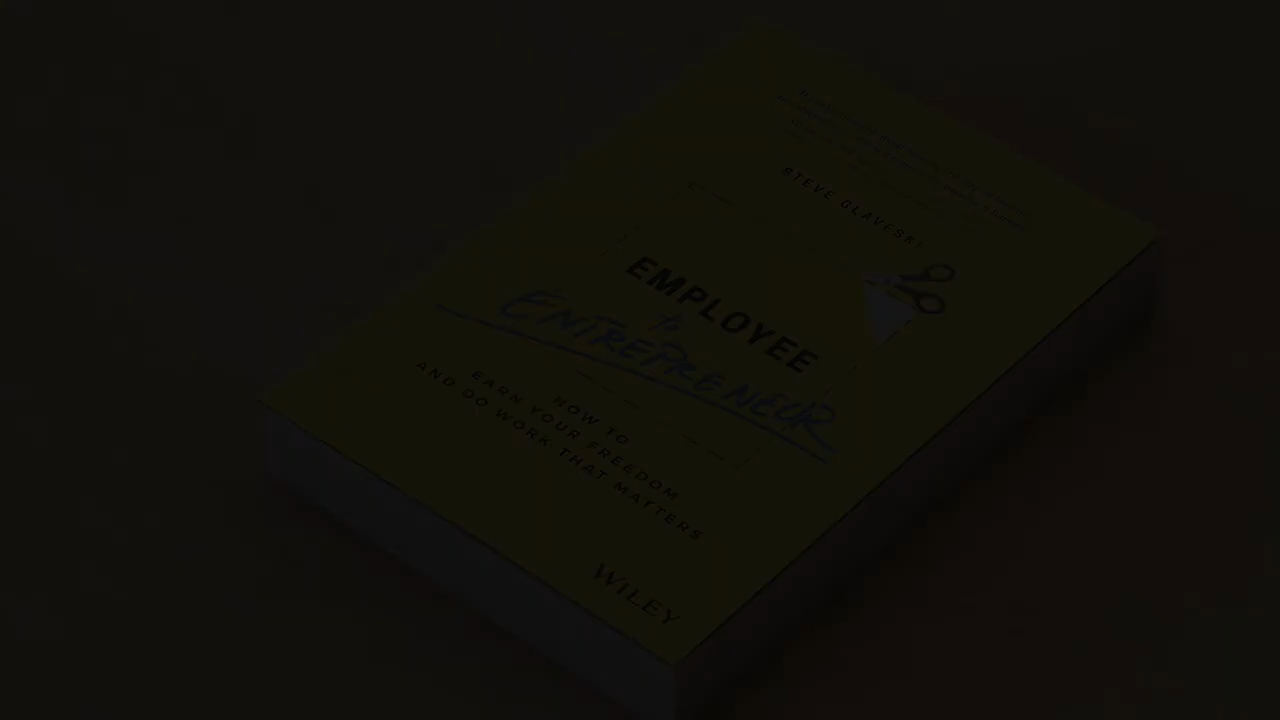 STEVE GLAVESKI
EMPLOYEE
to
ENTREPRENEUR
HOW TO
EARN YOUR FREEDOM
AND DO WORK THAT MATTERS
WILEY